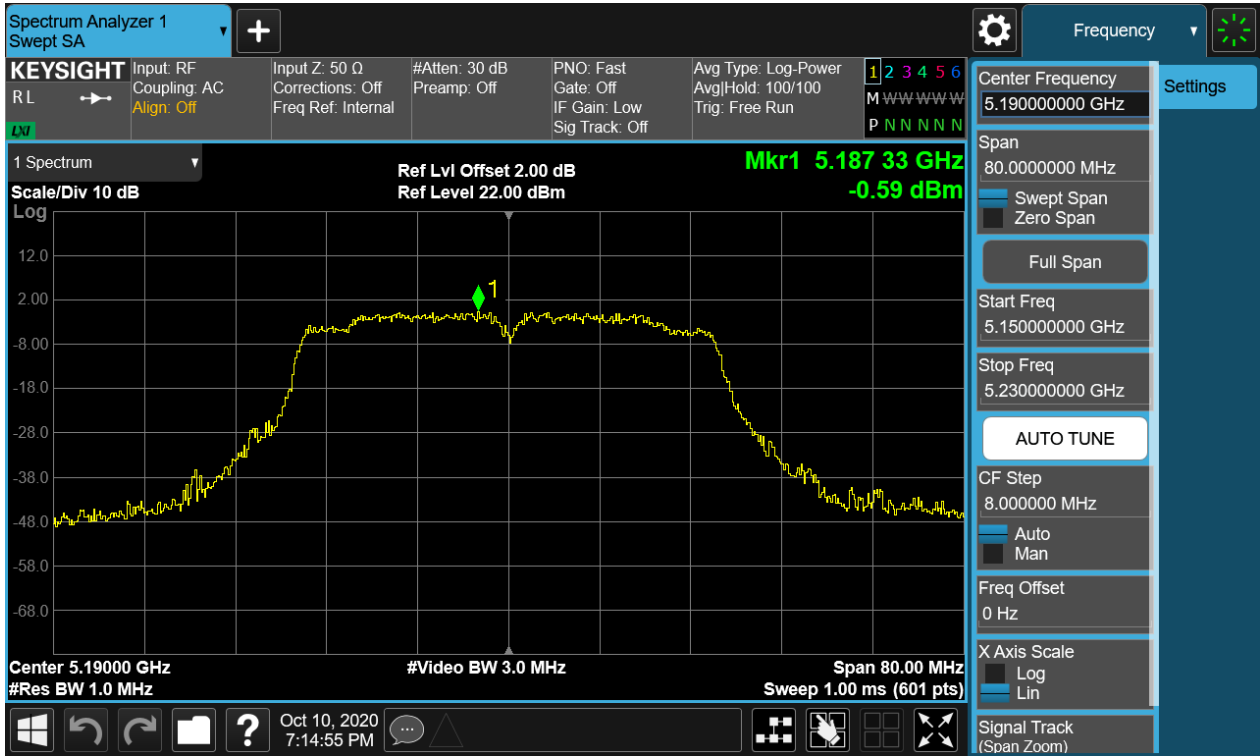 Spectrum Analyzer 1
Swept SA
+
Frequency
KEYSIGHT
R L
LXI
Input: RF
Coupling: AC
Align: Off
Input Z: 50 Ω
Corrections: Off
Freq Ref: Internal
#Atten: 30 dB
Preamp: Off
PNO: Fast
Gate: Off
IF Gain: Low
Sig Track: Off
Avg Type: Log-Power
Avg|Hold: 100/100
Trig: Free Run
1 2 3 4 5 6
M W W W W W
P N N N N N
Settings
1 Spectrum
Scale/Div 10 dB
Log
Ref Lvl Offset 2.00 dB
Ref Level 22.00 dBm
Mkr1 5.187 33 GHz
-0.59 dBm
12.0
2.00
-8.00
-18.0
-28.0
-38.0
-48.0
-58.0
-68.0
1
Center 5.19000 GHz
#Res BW 1.0 MHz
#Video BW 3.0 MHz
Span 80.00 MHz
Sweep 1.00 ms (601 pts)
Center Frequency
5.190000000 GHz
Span
80.0000000 MHz
Swept Span
Zero Span
Full Span
Start Freq
5.150000000 GHz
Stop Freq
5.230000000 GHz
AUTO TUNE
CF Step
8.000000 MHz
Auto
Man
Freq Offset
0 Hz
X Axis Scale
Log
Lin
Signal Track
(Span Zoom)
?
Oct 10, 2020
7:14:55 PM